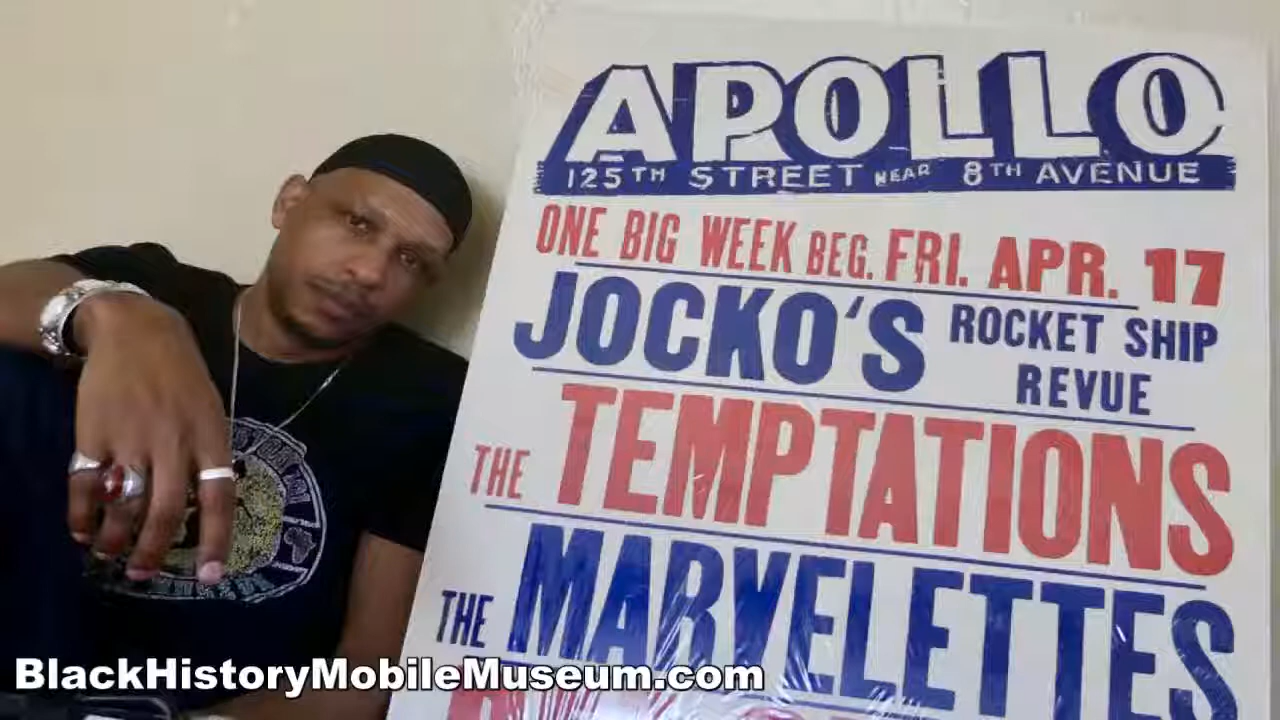 APOLLO
125TH STREET NEAR 8TH AVENUE
ONE BIG WEEK BEG. FRI. APR. 17
JOCKO'S ROCKET SHIP
REVUE
THE TEMPTATIONS
THE MARVELETTES
BlackHistoryMobileMuseum.com